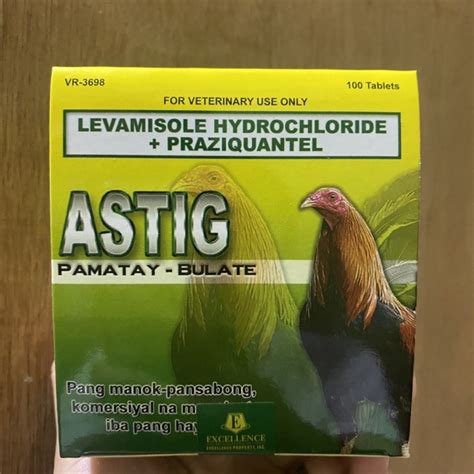 VR-3698 100 Tablets
FOR VETERINARY USE ONLY
LEVAMISOLE HYDROCHLORIDE
+ PRAZIQUANTEL
ASTIG
PAMATAY - BULATE
Pang manok-pansabong,
komersiyal na
iba pang
E
EXCELLENCE